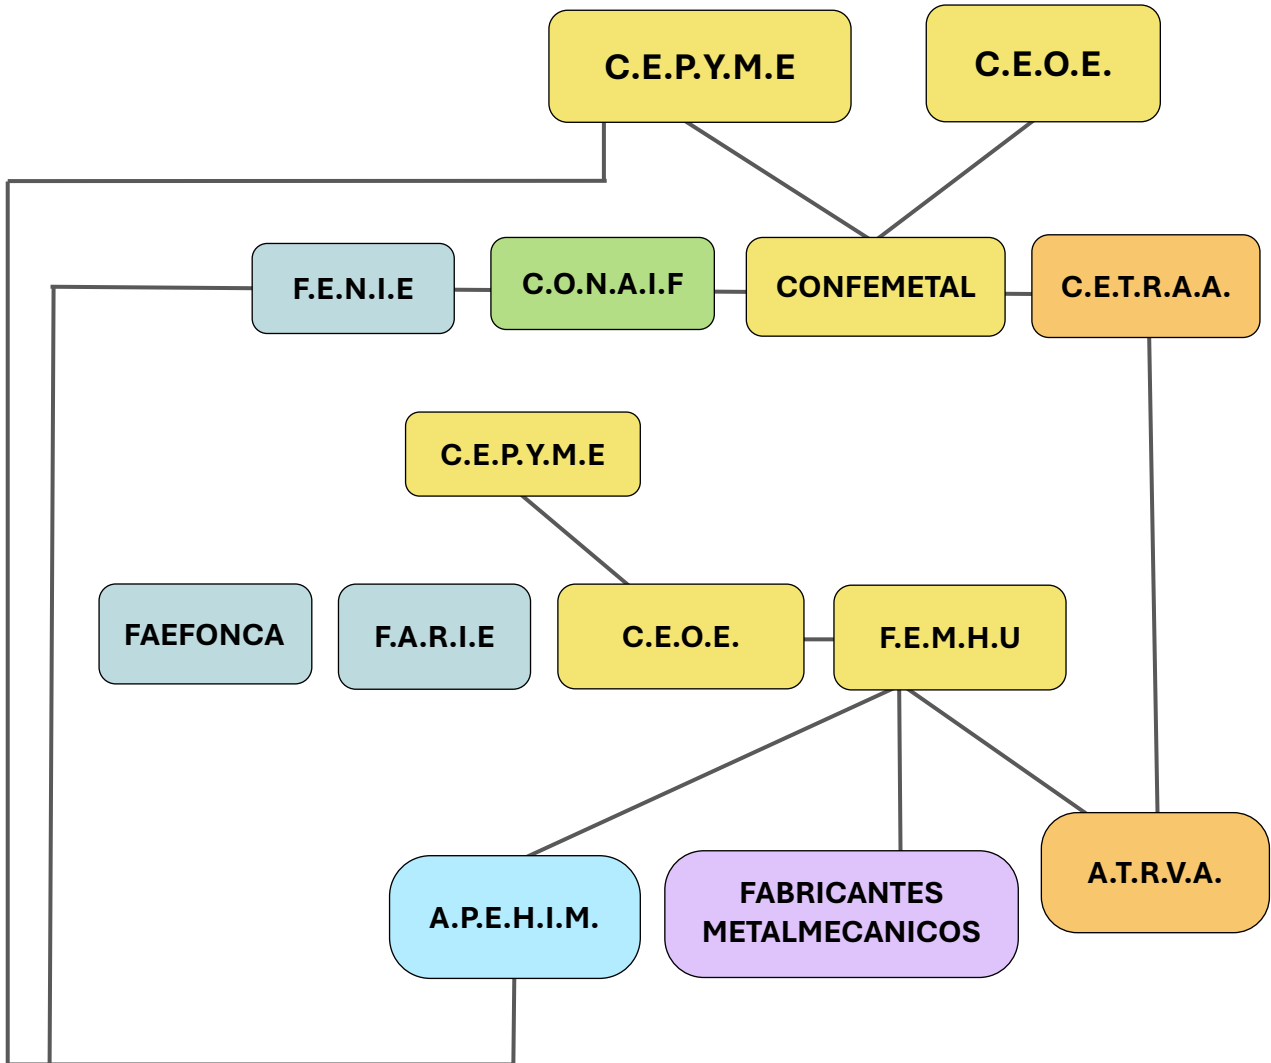 C.E.P.Y.M.E
C.E.O.E.
F.E.N.I.E
C.O.N.A.I.F
CONFEMETAL
C.E.T.R.A.A.
C.E.P.Y.M.E
FAEFONCA
F.A.R.I.E
C.E.O.E.
F.E.M.H.U
A.P.E.H.I.M.
FABRICANTES
METALMECANICOS
A.T.R.V.A.